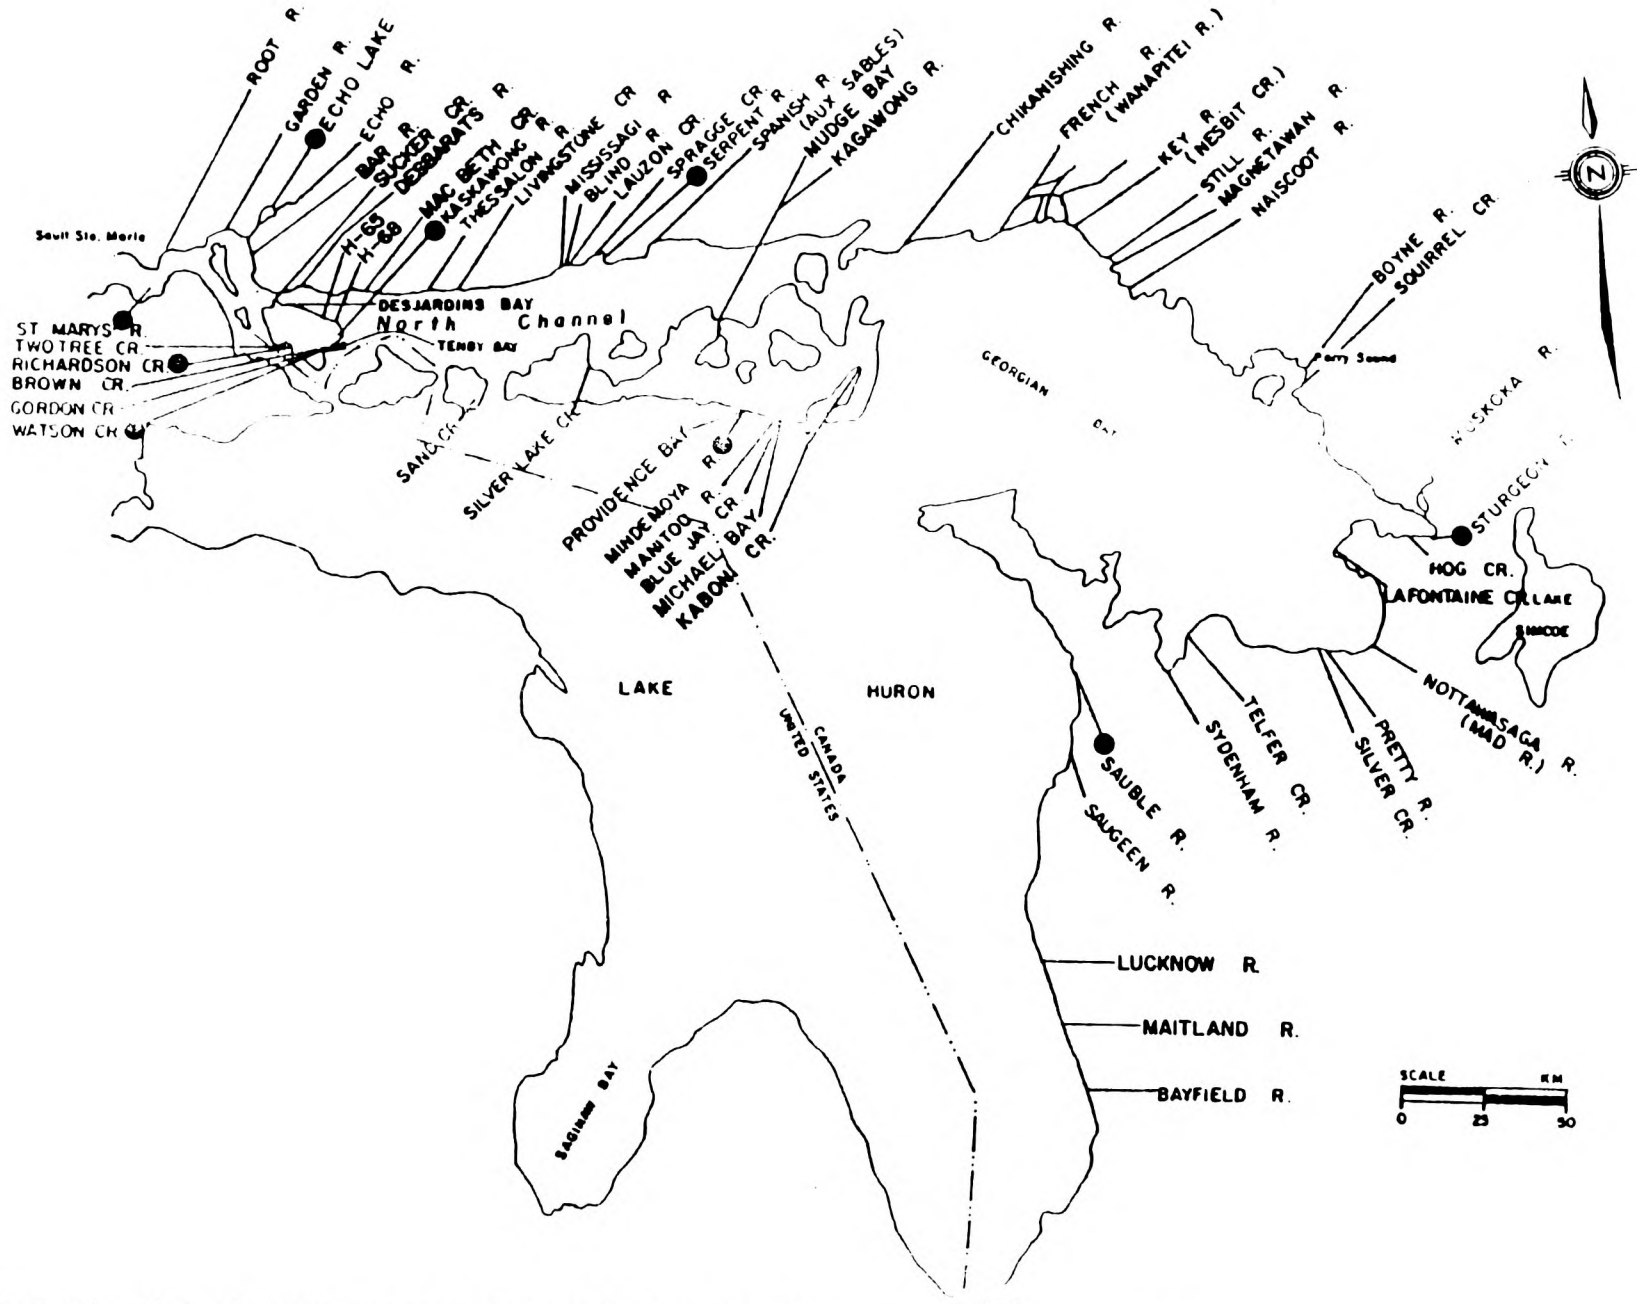 ROOT R.
GARDEN R.
ECHO LAKE
ECHO R.
BAR R.
SUCKER CR.
DESBARATS R.
H-65
H-68
MAC BETH CR.
KASKAWONG R.
THESSALON R.
LIVINGSTONE CR
MISSISSAGI R
BLIND R.
LAUZON CR.
SPRAGGE CR.
SERPENT R.
SPANISH R.
(AUX SABLES)
MUDGE BAY
KAGAWONG R.
CHIKANISHING R.
FRENCH R.
(WANAPITEI R.)
KEY R.
(NESBIT CR.)
STILL R.
MAGNETAWAN R.
NAISCOOT R.
N
BOYNE R.
SQUIRREL CR.
Sault Ste. Marie
DESJARDINS BAY
North Channel
TENBY BAY
ST MARYS R.
TWO TREE CR.
RICHARDSON CR.
BROWN CR.
GORDON CR
WATSON CR
GEORGIAN
BAY
Parry Sound
MUSKOKA R.
STURGEON R.
SAND CR.
SILVER LAKE CR.
PROVIDENCE BAY
MINDEMOYA R.
MANITOU R.
BLUE JAY CR
MICHAEL BAY
KABONI CR.
HOG CR.
LAFONTAINE CR.
LAKE
SIMCOE
LAKE HURON
CANADA
UNITED STATES
NOTTAWASAGA R.
(MAD R.)
PRETTY R.
SILVER CR.
TELFER CR.
SYDENHAM R.
SAUBLE R.
SAUGEEN R.
LUCKNOW R.
MAITLAND R.
BAYFIELD R.
SAGINAW BAY
SCALE KM
0 25 50